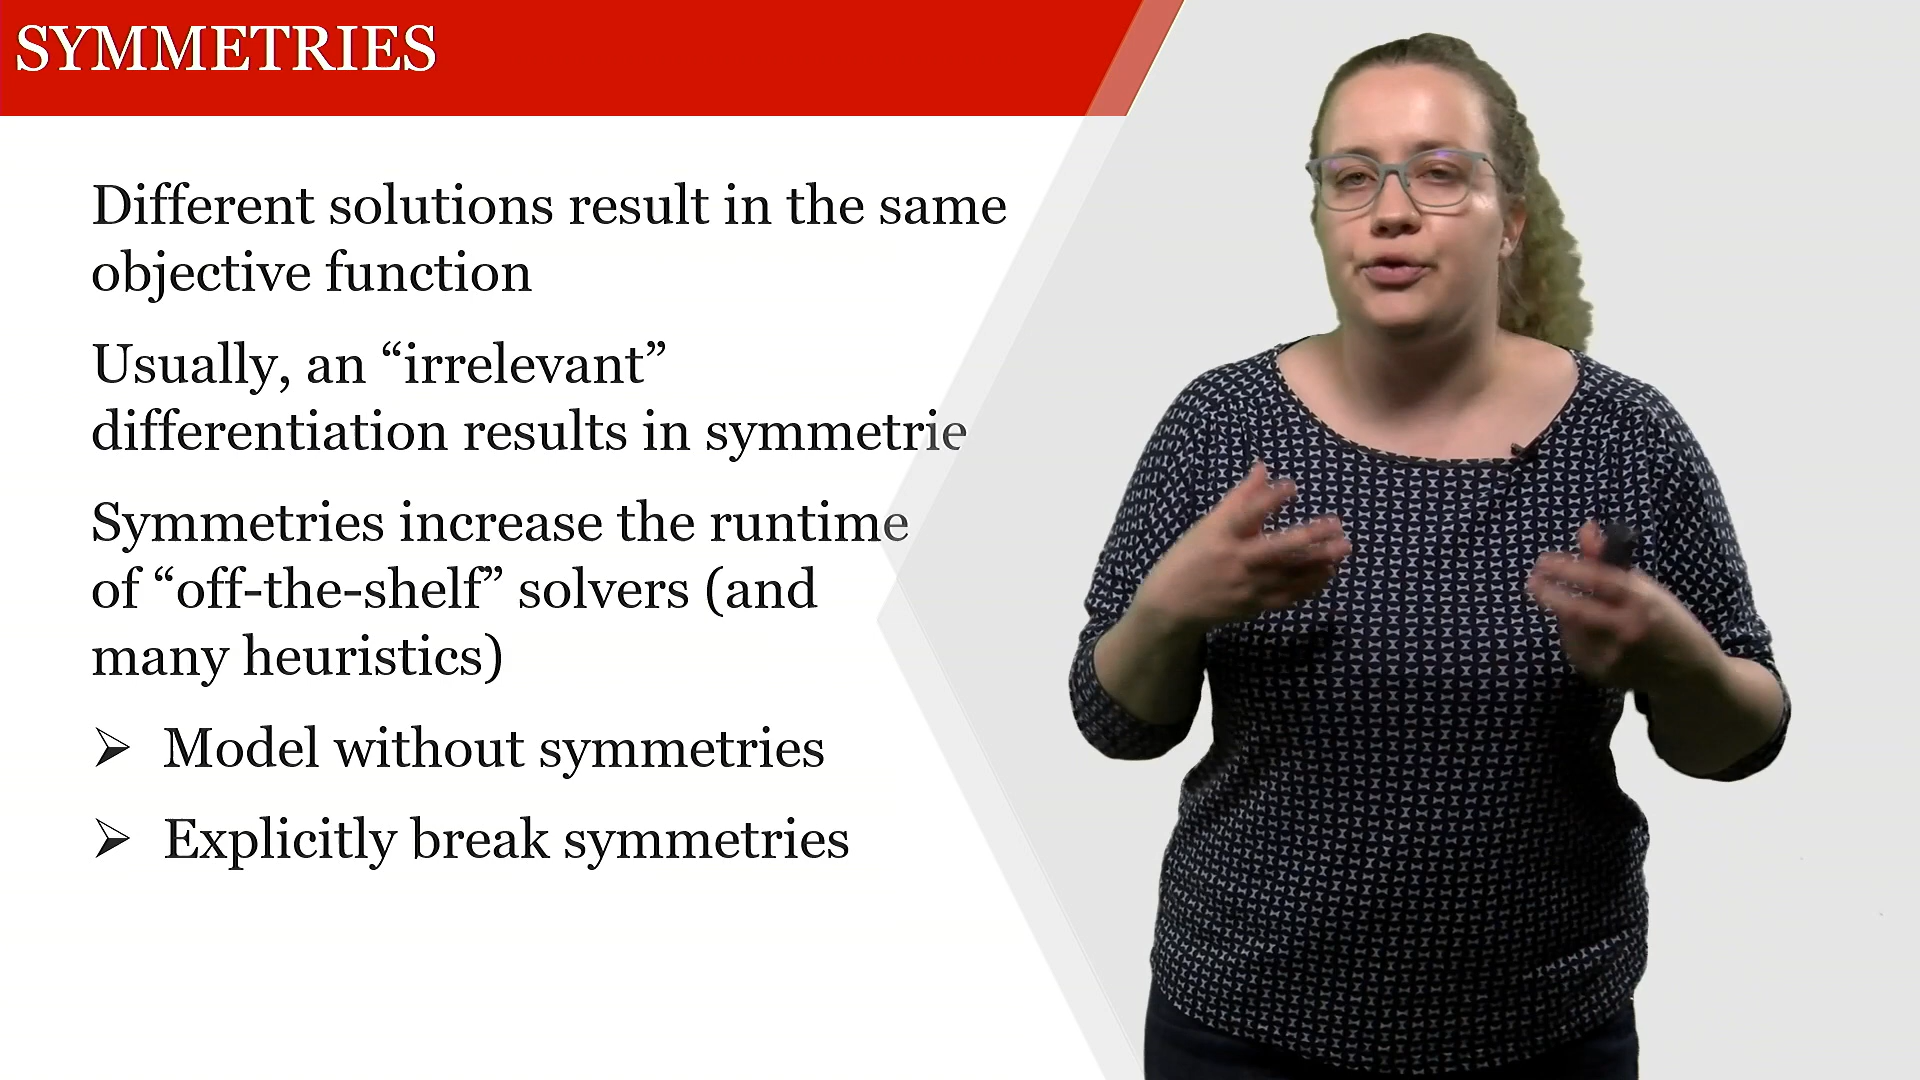 SYMMETRIES
Different solutions result in the same
objective function
Usually, an “irrelevant”
differentiation results in symmetrie
Symmetries increase the runtime
of “off-the-shelf” solvers (and
many heuristics)
➢ Model without symmetries
➢ Explicitly break symmetries